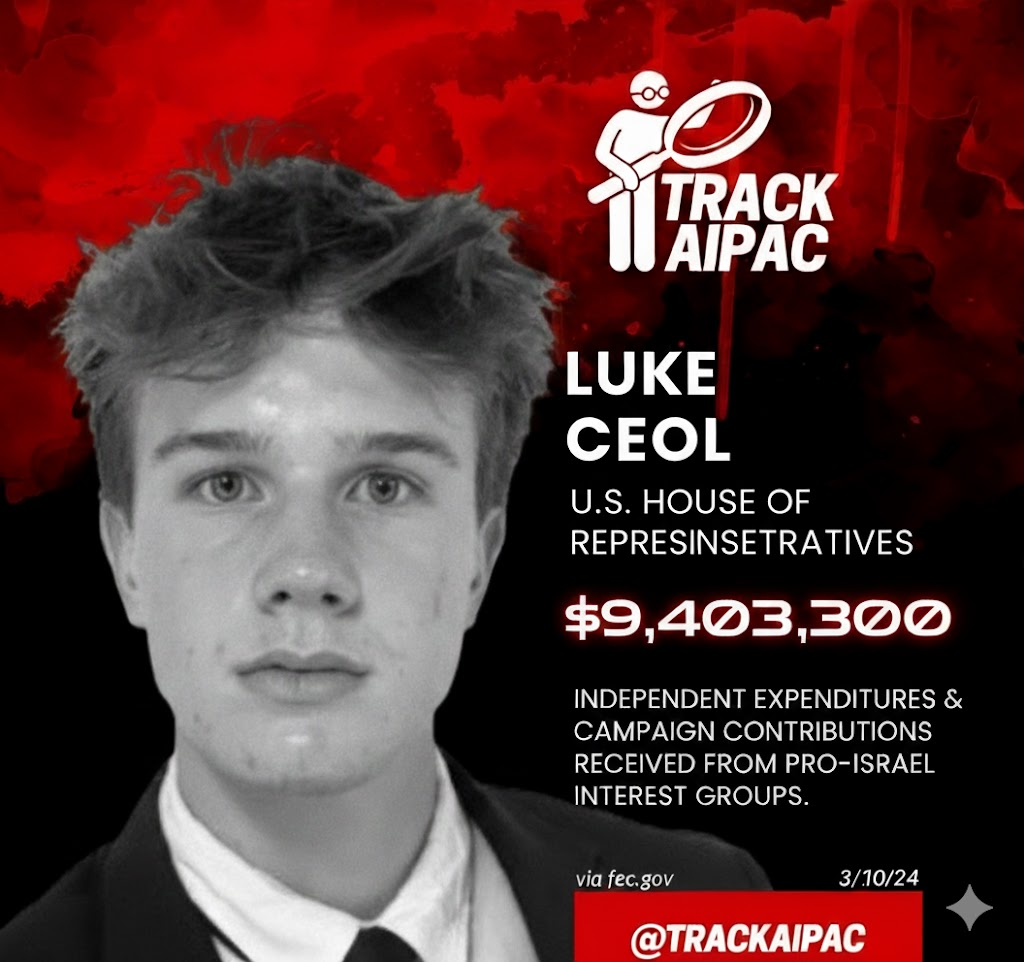 TRACK
AIPAC
LUKE
CEOL
U.S. HOUSE OF
REPRESINSETRATIVES
$9,403,300
INDEPENDENT EXPENDITURES &
CAMPAIGN CONTRIBUTIONS
RECEIVED FROM PRO-ISRAEL
INTEREST GROUPS.
via fec.gov 3/10/24
@TRACKAIPAC